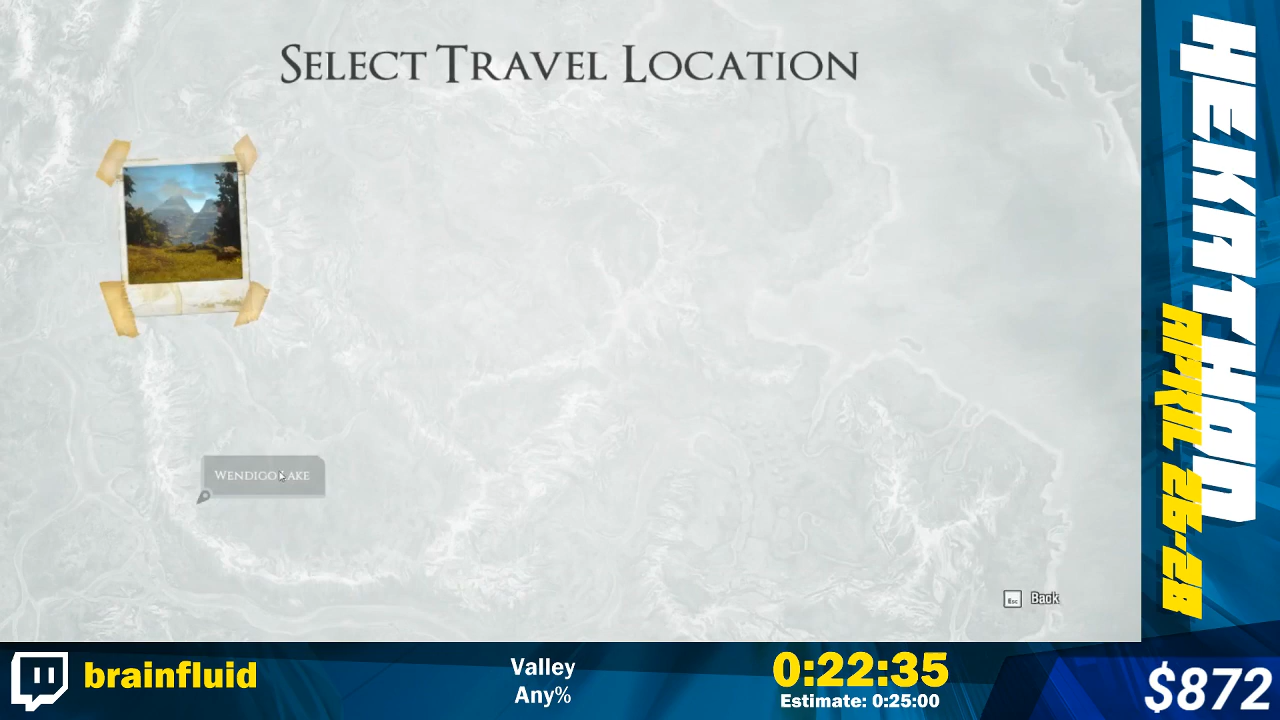 SELECT TRAVEL LOCATION
WENDIGO LAKE
Esc Back
HEKATHON
APRIL 26-28
brainfluid
Valley
Any%
0:22:35
Estimate: 0:25:00
$872